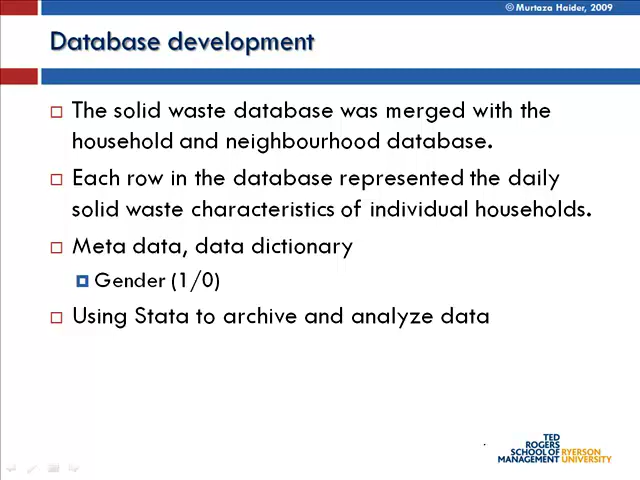 © Murtaza Haider, 2009
Database development
The solid waste database was merged with the
household and neighbourhood database.
Each row in the database represented the daily
solid waste characteristics of individual households.
Meta data, data dictionary
Gender (1/0)
Using Stata to archive and analyze data
TED
ROGERS
SCHOOL OF RYERSON
MANAGEMENT UNIVERSITY